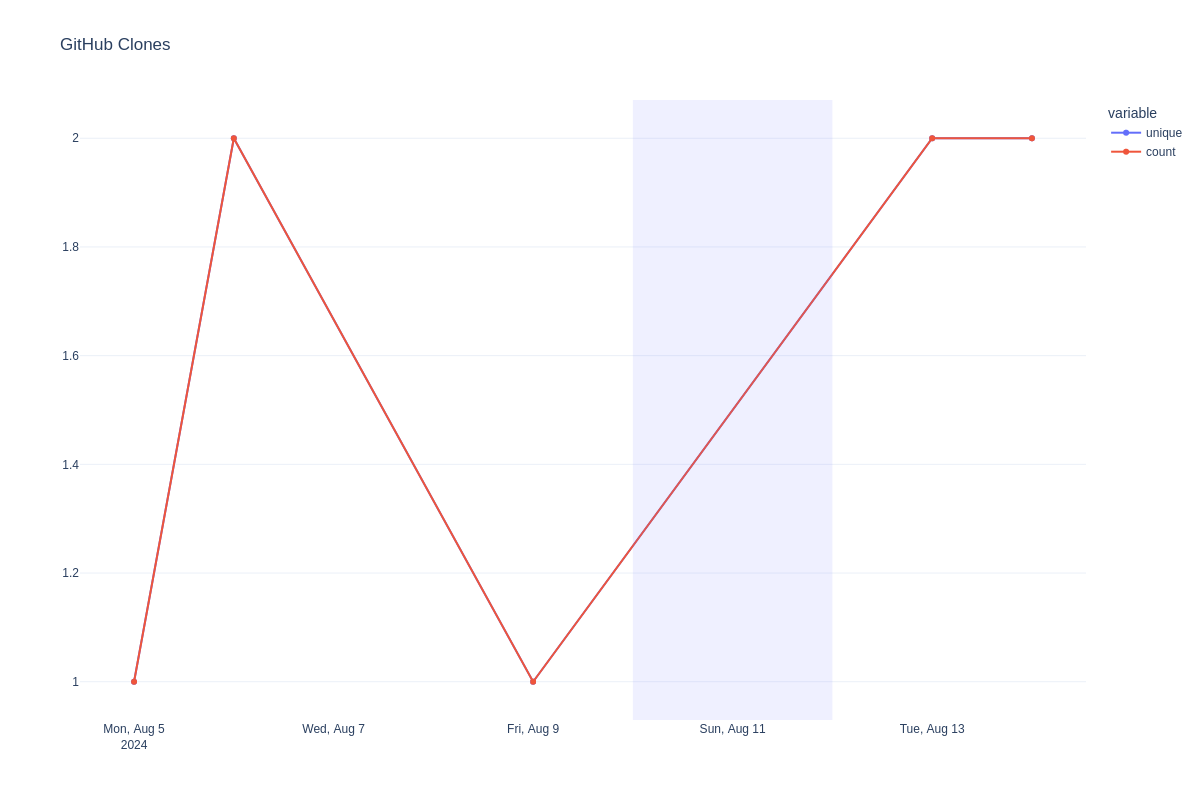 GitHub Clones
variable
unique
count
2
1.8
1.6
1.4
1.2
1
Mon, Aug 5
2024
Wed, Aug 7
Fri, Aug 9
Sun, Aug 11
Tue, Aug 13